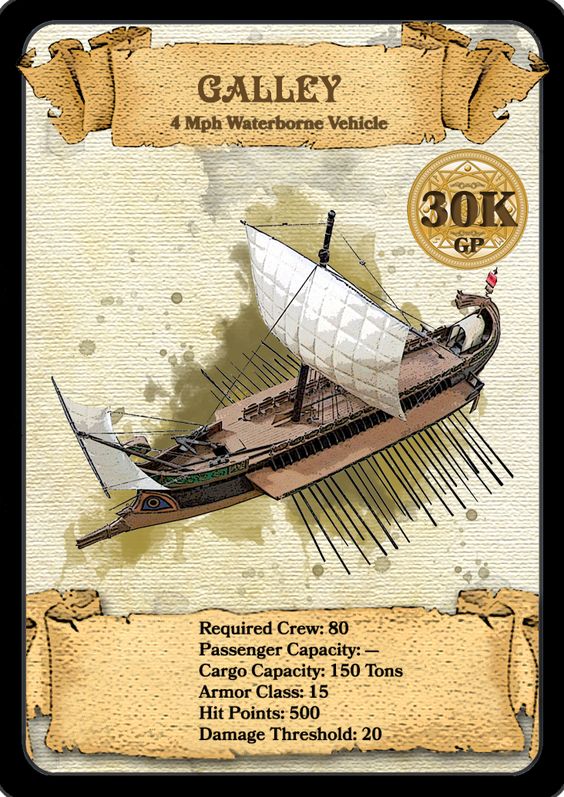 GALLEY
4 Mph Waterborne Vehicle
30K
GP
Required Crew: 80
Passenger Capacity: —
Cargo Capacity: 150 Tons
Armor Class: 15
Hit Points: 500
Damage Threshold: 20